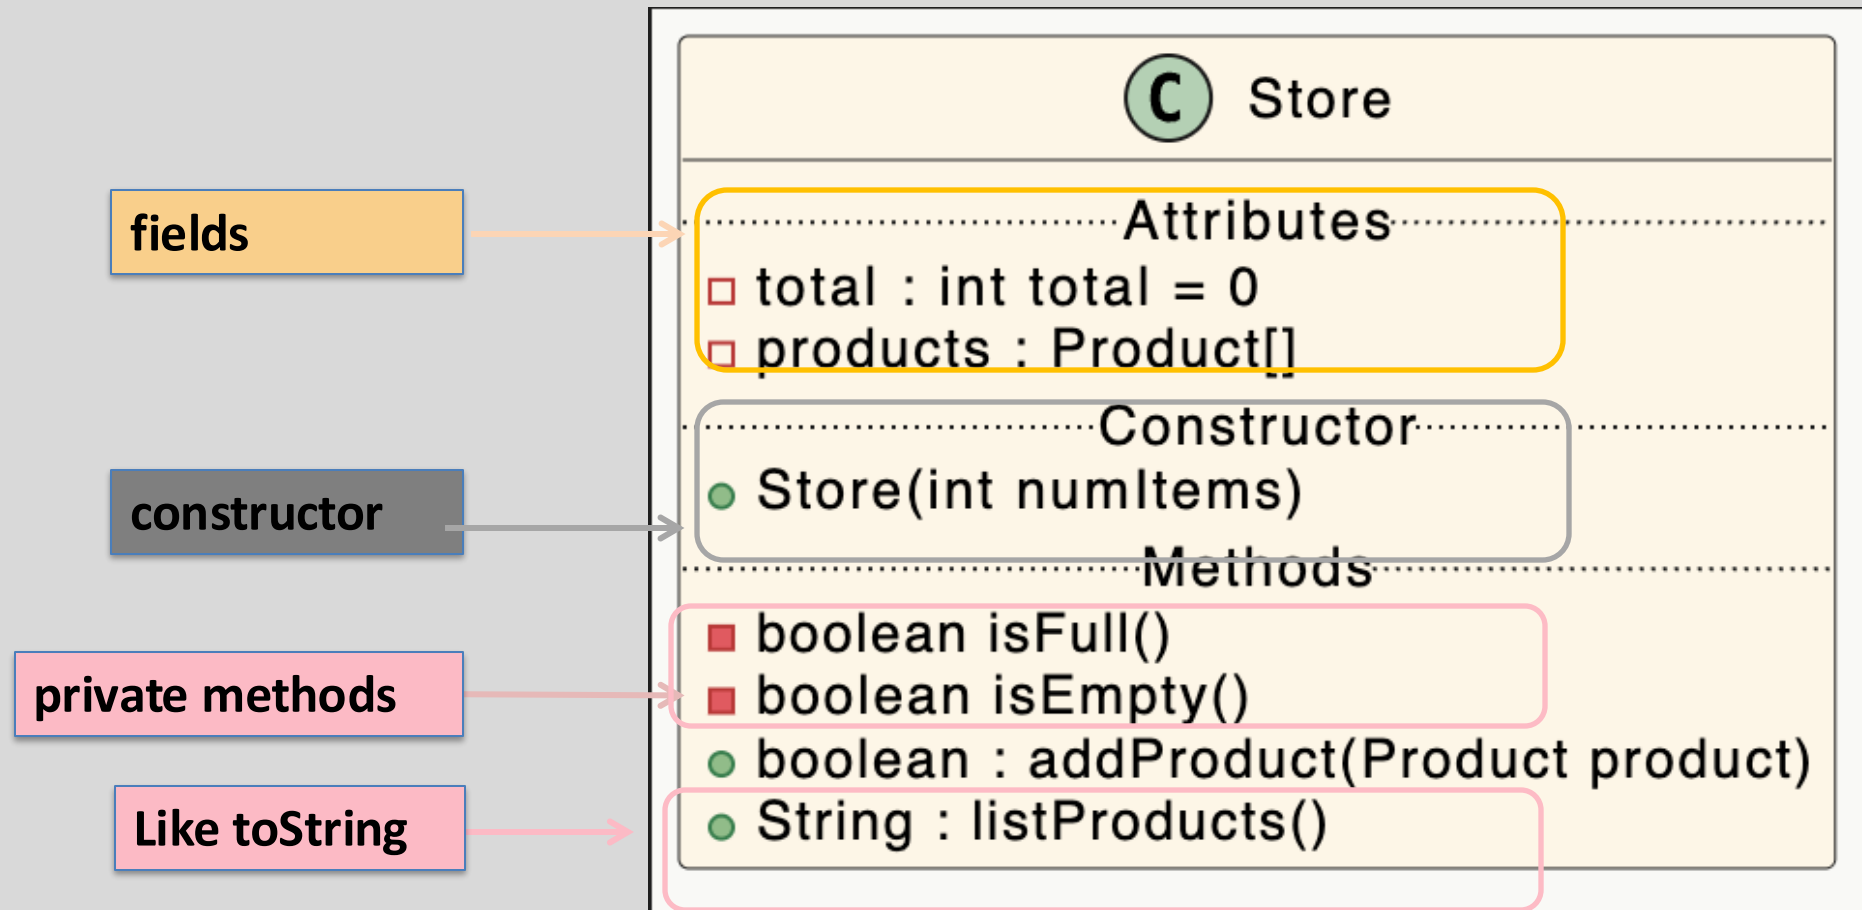 C Store
fields
Attributes
total : int total = 0
products : Product[]
Constructor
constructor
Store(int numItems)
Methods
private methods
boolean isFull()
boolean isEmpty()
boolean : addProduct(Product product)
Like toString
String : listProducts()